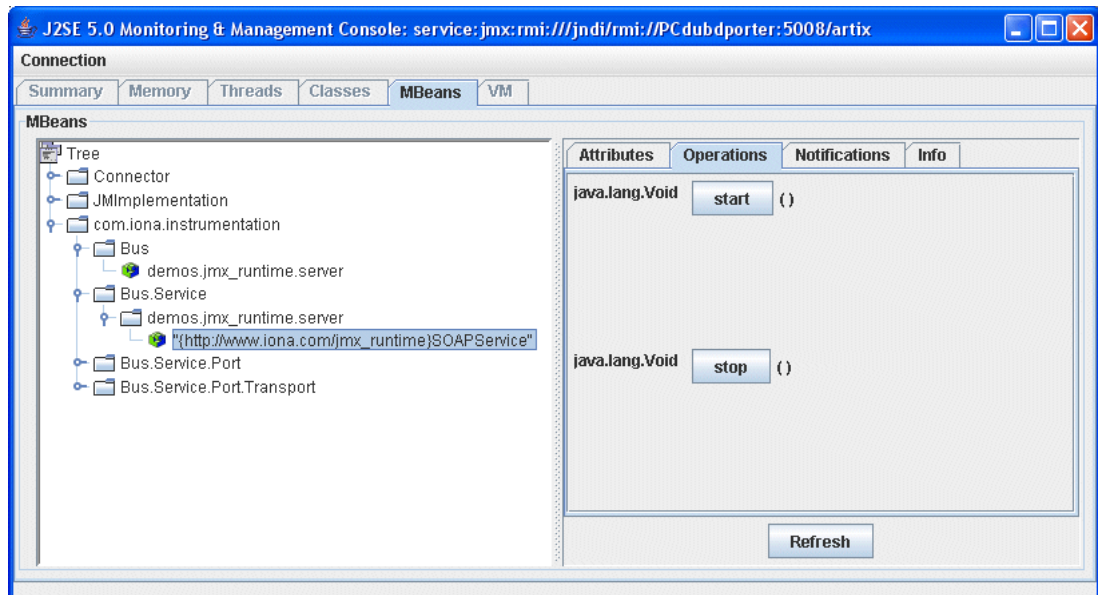 J2SE 5.0 Monitoring & Management Console: service:jmx:rmi:///jndi/rmi://PCdubdporter:5008/artix
Connection
Summary Memory Threads Classes MBeans VM
MBeans
Tree
Connector
JMImplementation
com.iona.instrumentation
Bus
demos.jmx_runtime.server
Bus.Service
demos.jmx_runtime.server
"{http://www.iona.com/jmx_runtime}SOAPService"
Bus.Service.Port
Bus.Service.Port.Transport
Attributes Operations Notifications Info
java.lang.Void start ( )
java.lang.Void stop ( )
Refresh